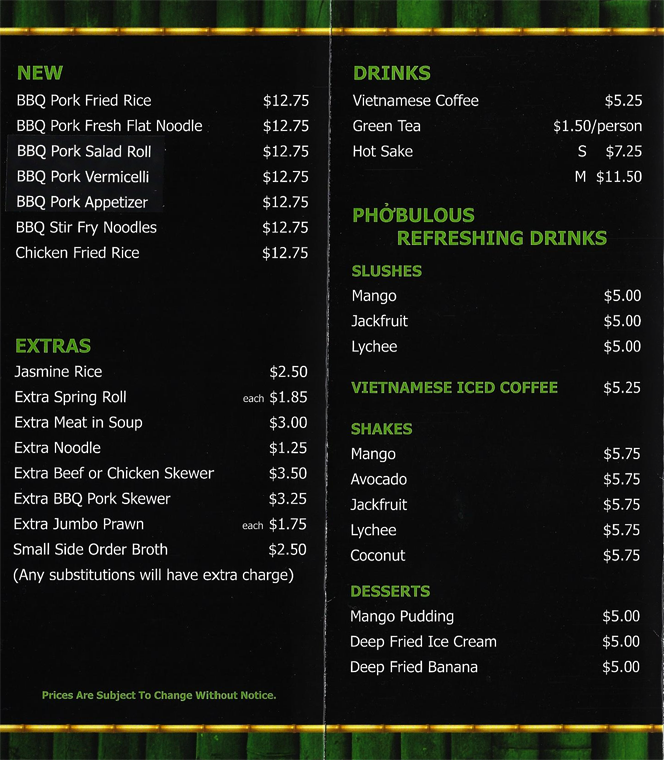 NEW
BBQ Pork Fried Rice $12.75
BBQ Pork Fresh Flat Noodle $12.75
BBQ Pork Salad Roll $12.75
BBQ Pork Vermicelli $12.75
BBQ Pork Appetizer $12.75
BBQ Stir Fry Noodles $12.75
Chicken Fried Rice $12.75
EXTRAS
Jasmine Rice $2.50
Extra Spring Roll each $1.85
Extra Meat in Soup $3.00
Extra Noodle $1.25
Extra Beef or Chicken Skewer $3.50
Extra BBQ Pork Skewer $3.25
Extra Jumbo Prawn each $1.75
Small Side Order Broth $2.50
(Any substitutions will have extra charge)
Prices Are Subject To Change Without Notice.
DRINKS
Vietnamese Coffee $5.25
Green Tea $1.50/person
Hot Sake S $7.25
M $11.50
PHỞBULOUS
REFRESHING DRINKS
SLUSHES
Mango $5.00
Jackfruit $5.00
Lychee $5.00
VIETNAMESE ICED COFFEE $5.25
SHAKES
Mango $5.75
Avocado $5.75
Jackfruit $5.75
Lychee $5.75
Coconut $5.75
DESSERTS
Mango Pudding $5.00
Deep Fried Ice Cream $5.00
Deep Fried Banana $5.00